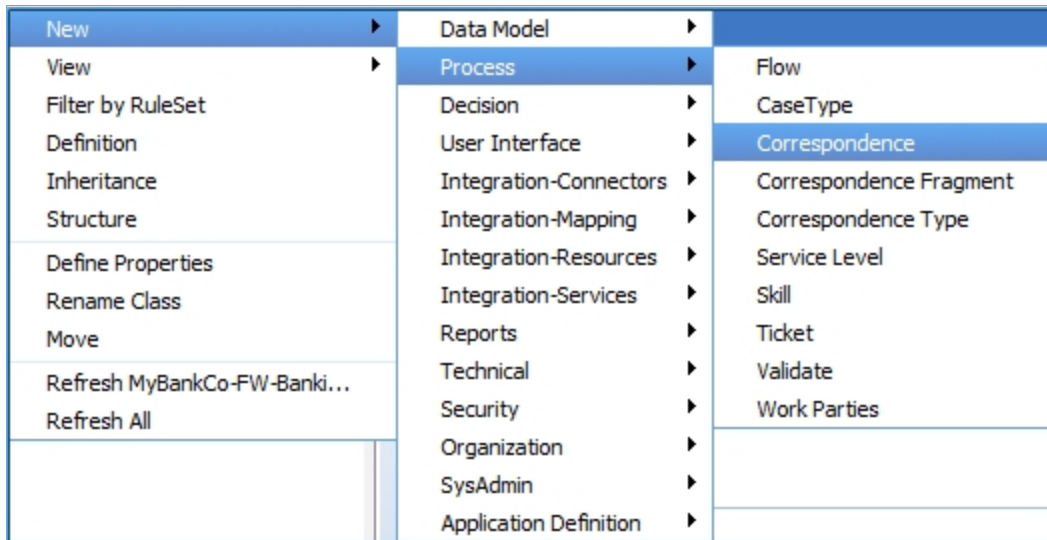 New
View
Filter by RuleSet
Definition
Inheritance
Structure
Define Properties
Rename Class
Move
Refresh MyBankCo-FW-Banki...
Refresh All
Data Model
Process
Decision
User Interface
Integration-Connectors
Integration-Mapping
Integration-Resources
Integration-Services
Reports
Technical
Security
Organization
SysAdmin
Application Definition
Flow
CaseType
Correspondence
Correspondence Fragment
Correspondence Type
Service Level
Skill
Ticket
Validate
Work Parties